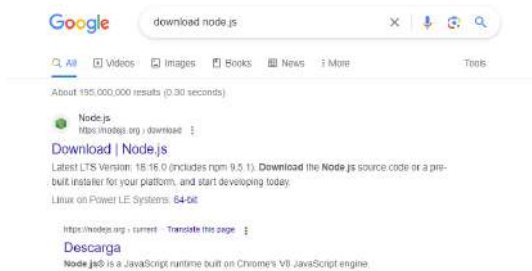 Google
download node.js
All Videos Images Books News More Tools
About 195,000,000 results (0.30 seconds)
Node.js
https://nodejs.org › download
Download | Node.js
Latest LTS Version: 18.16.0 (includes npm 9.5.1). Download the Node.js source code or a pre-
built installer for your platform, and start developing today.
Linux on Power LE Systems: 64-bit
https://nodejs.org › current · Translate this page
Descarga
Node.js® is a JavaScript runtime built on Chrome's V8 JavaScript engine.